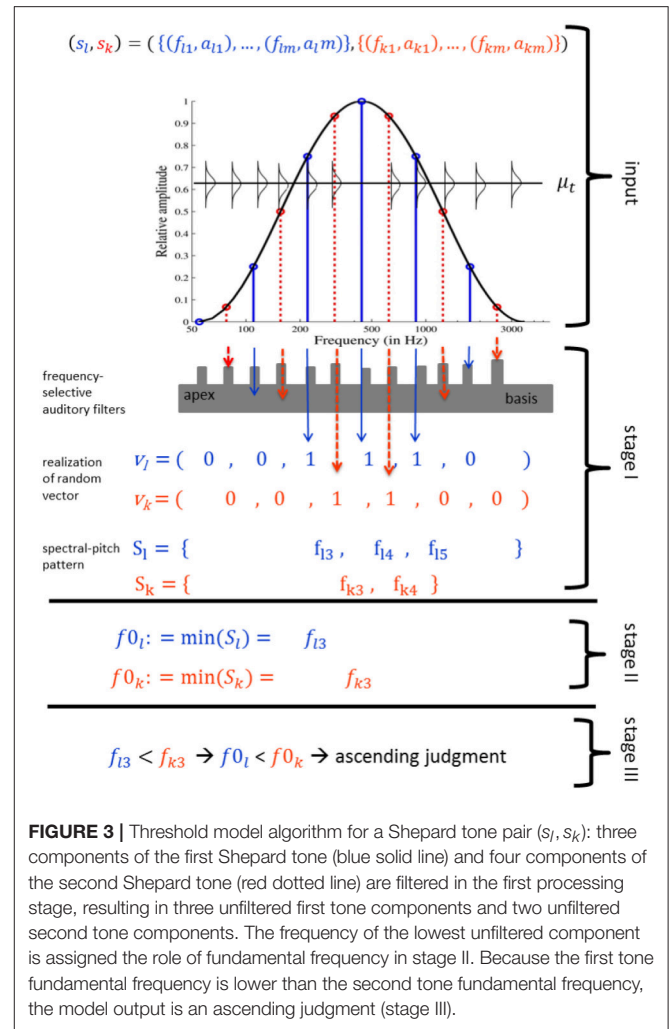 (s_l, s_k) = ({(f_l1, a_l1), …, (f_lm, a_lm)},{(f_k1, a_k1), …, (f_km, a_km)})
1
0.9
0.8
0.7
0.6
0.5
0.4
0.3
0.2
0.1
0
Relative amplitude
μ_t
input
50 100 200 500 1000 3000
Frequency (in Hz)
frequency-
selective
auditory filters
apex basis
stage I
realization
of random
vector
v_l = ( 0 , 0 , 1 , 1 , 1 , 0 )
v_k = ( 0 , 0 , 1 , 1 , 0 , 0 )
spectral-pitch
pattern
S_l = { f_l3 , f_l4 , f_l5 }
S_k = { f_k3 , f_k4 }
f0_l: = min(S_l) = f_l3
f0_k: = min(S_k) = f_k3
stage II
f_l3 < f_k3 → f0_l < f0_k → ascending judgment
stage III
FIGURE 3 | Threshold model algorithm for a Shepard tone pair (s_l, s_k): three
components of the first Shepard tone (blue solid line) and four components of
the second Shepard tone (red dotted line) are filtered in the first processing
stage, resulting in three unfiltered first tone components and two unfiltered
second tone components. The frequency of the lowest unfiltered component
is assigned the role of fundamental frequency in stage II. Because the first tone
fundamental frequency is lower than the second tone fundamental frequency,
the model output is an ascending judgment (stage III).